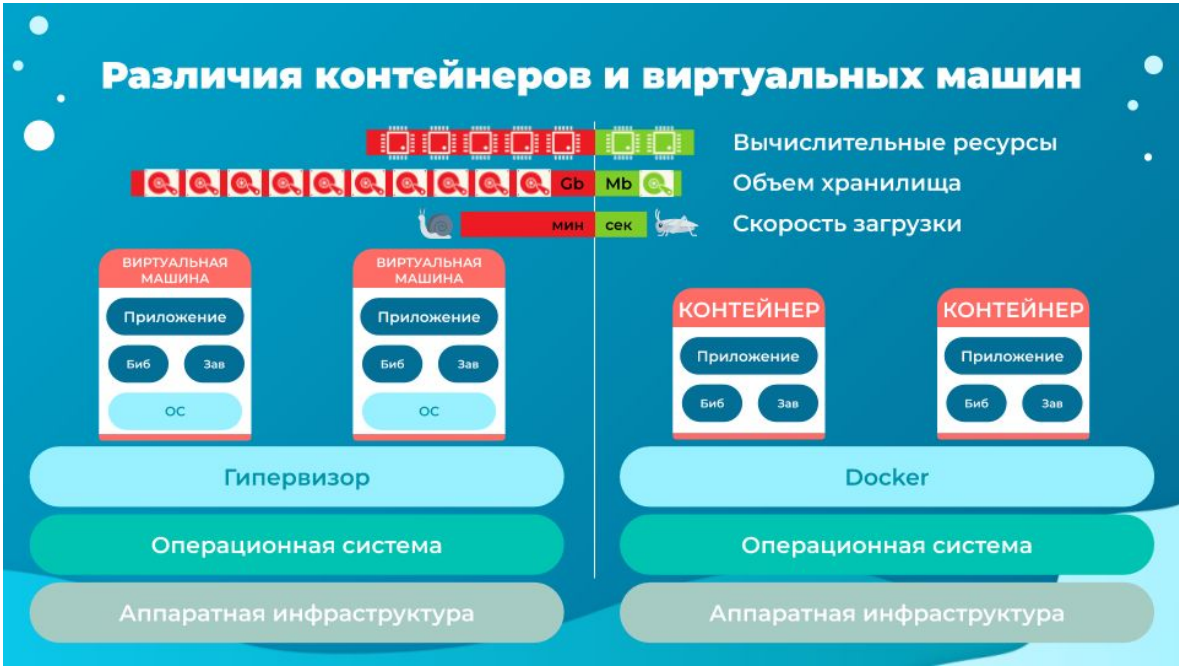 Различия контейнеров и виртуальных машин
Вычислительные ресурсы
Gb Mb Объем хранилища
мин сек Скорость загрузки
ВИРТУАЛЬНАЯ
МАШИНА
Приложение
Биб Зав
ОС
ВИРТУАЛЬНАЯ
МАШИНА
Приложение
Биб Зав
ОС
Гипервизор
Операционная система
Аппаратная инфраструктура
КОНТЕЙНЕР
Приложение
Биб Зав
КОНТЕЙНЕР
Приложение
Биб Зав
Docker
Операционная система
Аппаратная инфраструктура